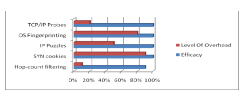 TCP/IP Probes
OS Fingerprinting
IP Puzzles
SYN cookies
Hop-count filtering
Level Of Overhead
Efficacy
0% 20% 40% 60% 80% 100%